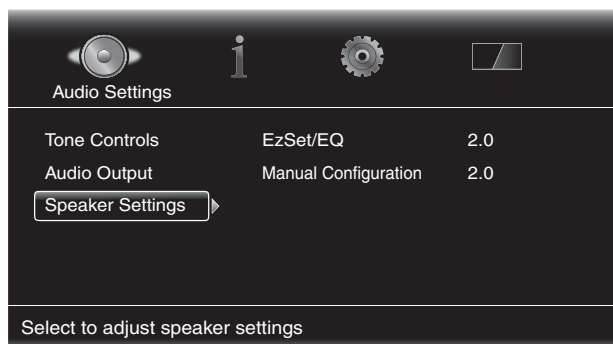 Audio Settings
Tone Controls EzSet/EQ 2.0
Audio Output Manual Configuration 2.0
Speaker Settings
Select to adjust speaker settings